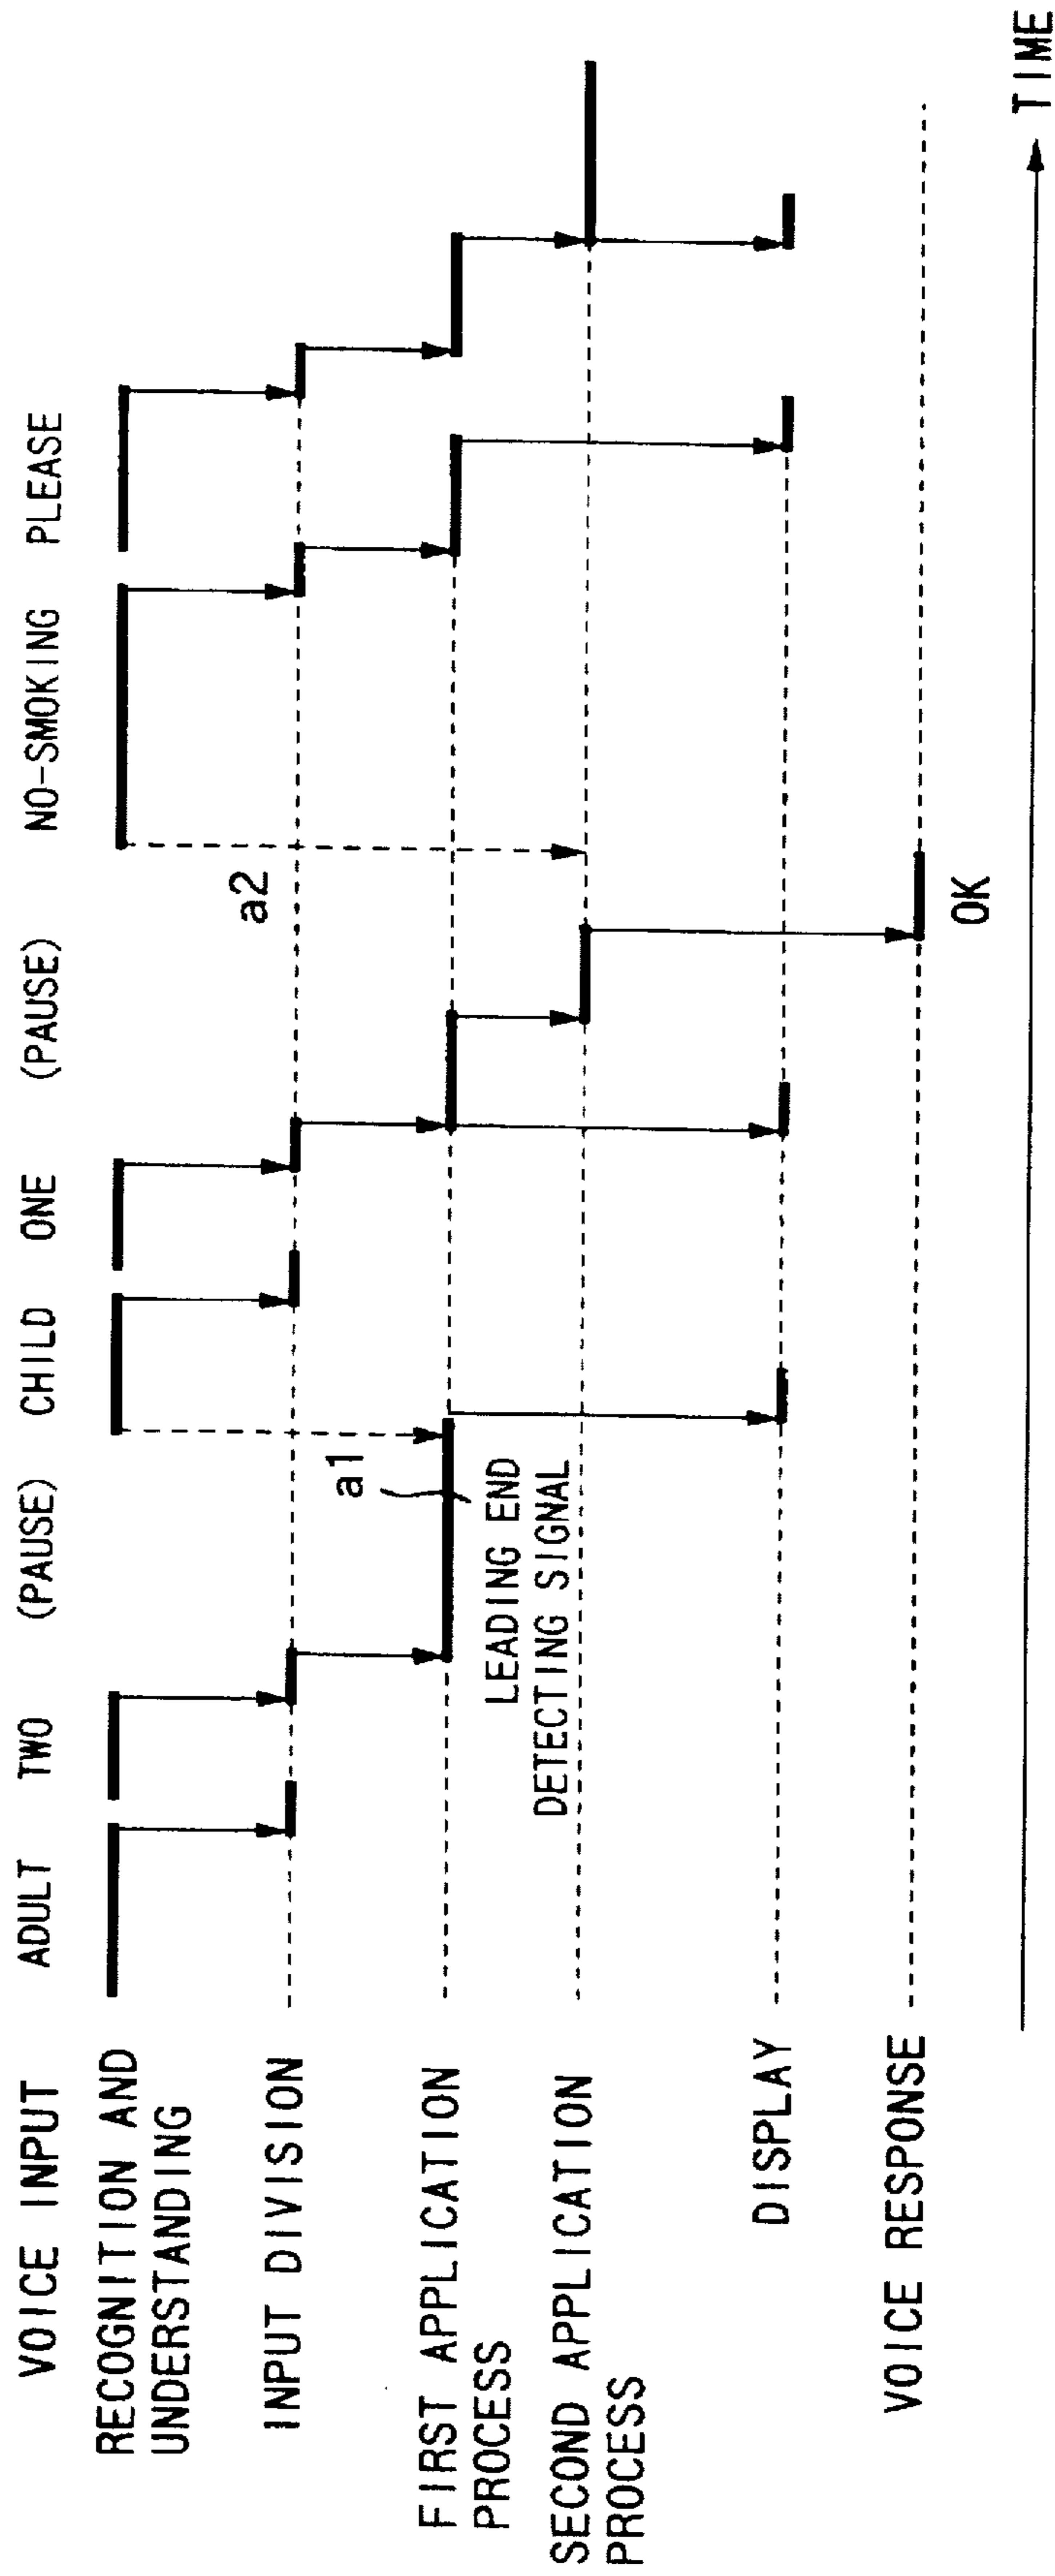 VOICE INPUT ADULT TWO (PAUSE) CHILD ONE (PAUSE) NO-SMOKING PLEASE
RECOGNITION AND
UNDERSTANDING
INPUT DIVISION
a1
a2
FIRST APPLICATION
PROCESS
LEADING END
DETECTING SIGNAL
SECOND APPLICATION
PROCESS
DISPLAY
VOICE RESPONSE
OK
TIME